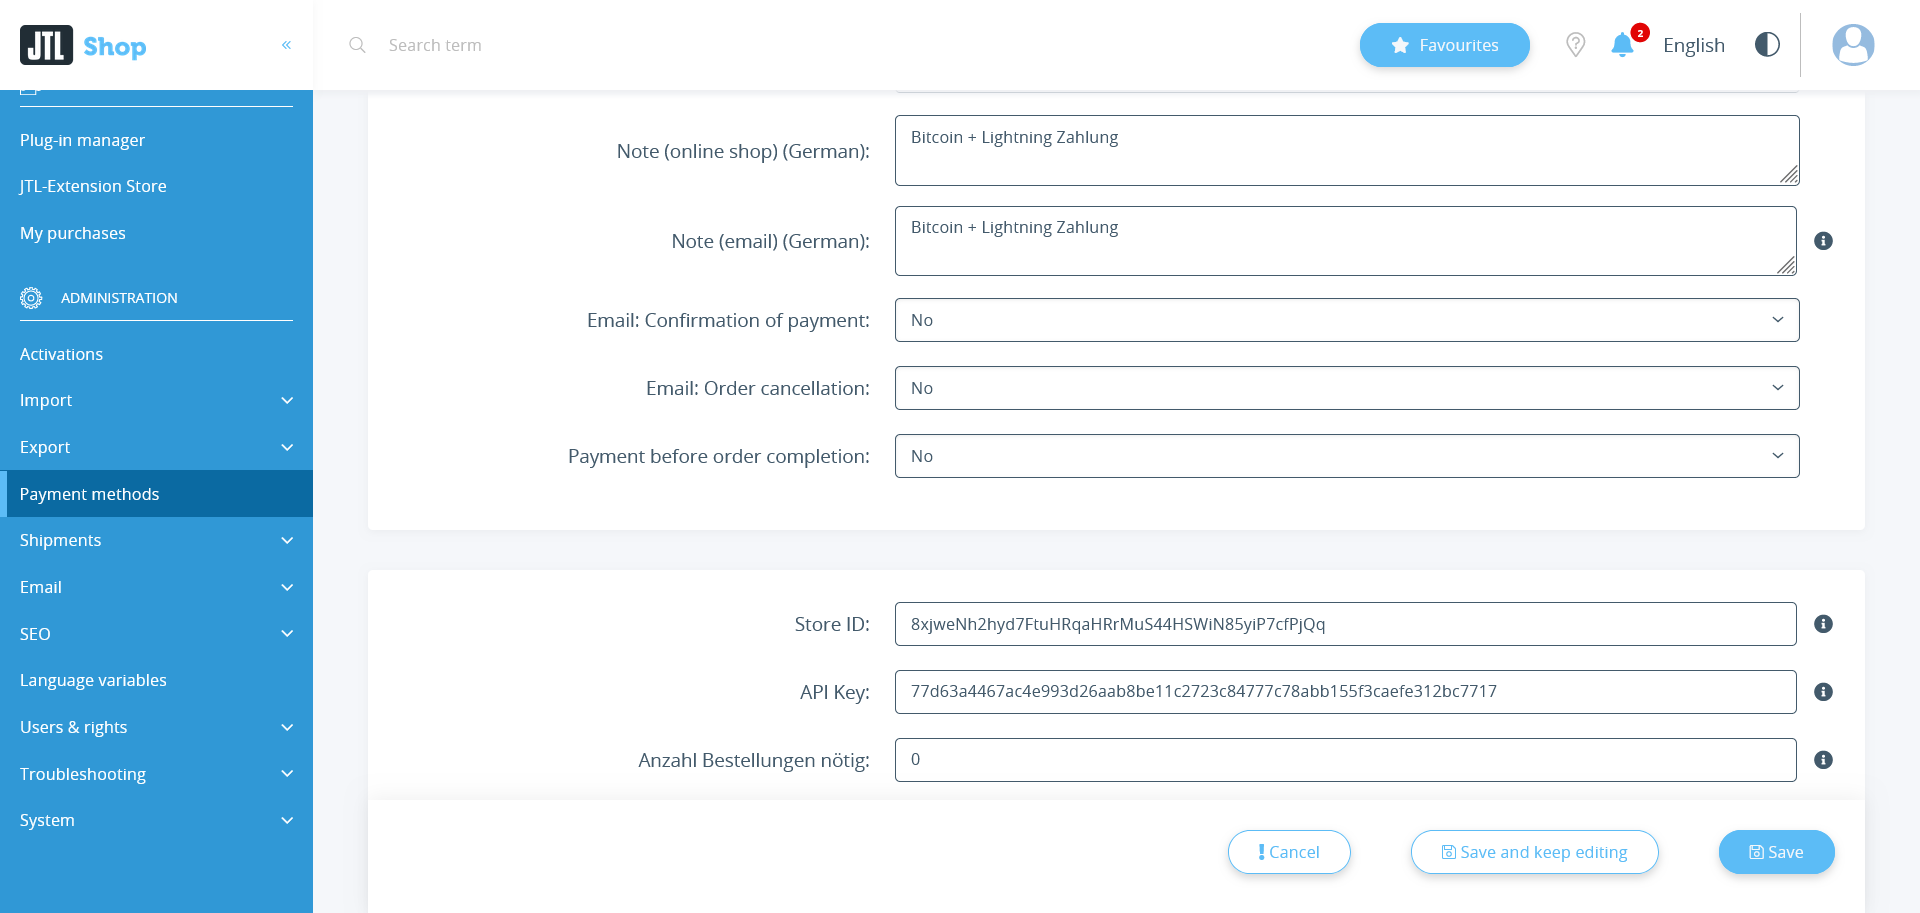 JTL Shop
«
Search term
Favourites
2
English
Plug-in manager
JTL-Extension Store
My purchases
ADMINISTRATION
Activations
Import
Export
Payment methods
Shipments
Email
SEO
Language variables
Users & rights
Troubleshooting
System
Note (online shop) (German):
Bitcoin + Lightning Zahlung
Note (email) (German):
Bitcoin + Lightning Zahlung
Email: Confirmation of payment:
No
Email: Order cancellation:
No
Payment before order completion:
No
Store ID:
8xjweNh2hyd7FtuHRqaHRrMuS44HSWiN85yiP7cfPjQq
API Key:
77d63a4467ac4e993d26aab8be11c2723c84777c78abb155f3caefe312bc7717
Anzahl Bestellungen nötig:
0
Cancel
Save and keep editing
Save